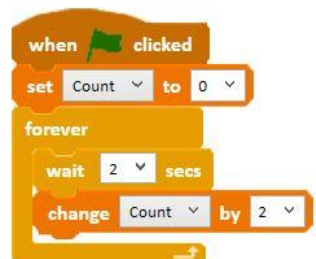 when clicked
set Count to 0
forever
wait 2 secs
change Count by 2